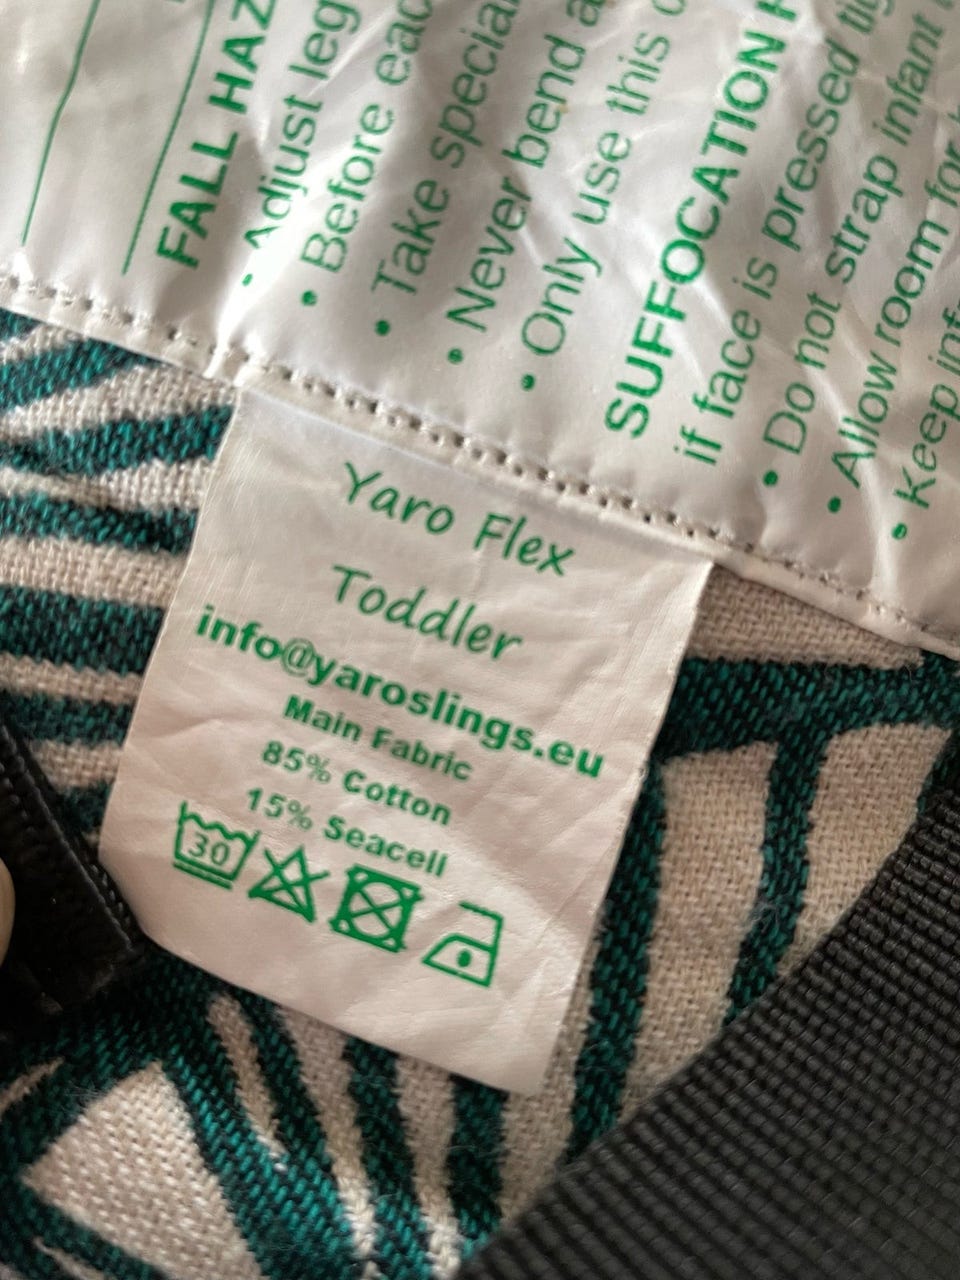 FALL HAZ
• Adjust leg
• Before eac
• Take special
• Never bend a
• Only use this
SUFFOCATION
if face is pressed tig
• Do not strap infant
• Allow room for
• Keep inf
Yaro Flex
Toddler
info@yaroslings.eu
Main Fabric
85% Cotton
15% Seacell
30